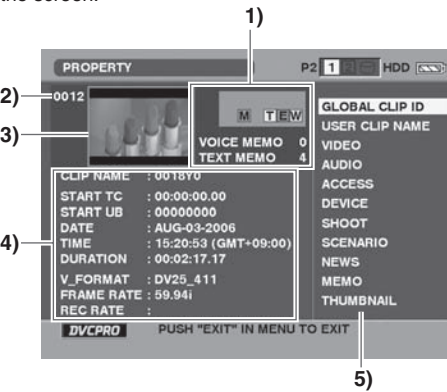 the screen.
1)
PROPERTY
P2 1 2 HDD
2) 0012
3)
M T E W
VOICE MEMO 0
TEXT MEMO 4
4)
CLIP NAME : 0018Y0
START TC : 00:00:00.00
START UB : 00000000
DATE : AUG-03-2006
TIME : 15:20:53 (GMT+09:00)
DURATION : 00:02:17.17
V_FORMAT : DV25_411
FRAME RATE : 59.94i
REC RATE :
GLOBAL CLIP ID
USER CLIP NAME
VIDEO
AUDIO
ACCESS
DEVICE
SHOOT
SCENARIO
NEWS
MEMO
THUMBNAIL
DVCPRO PUSH "EXIT" IN MENU TO EXIT
5)